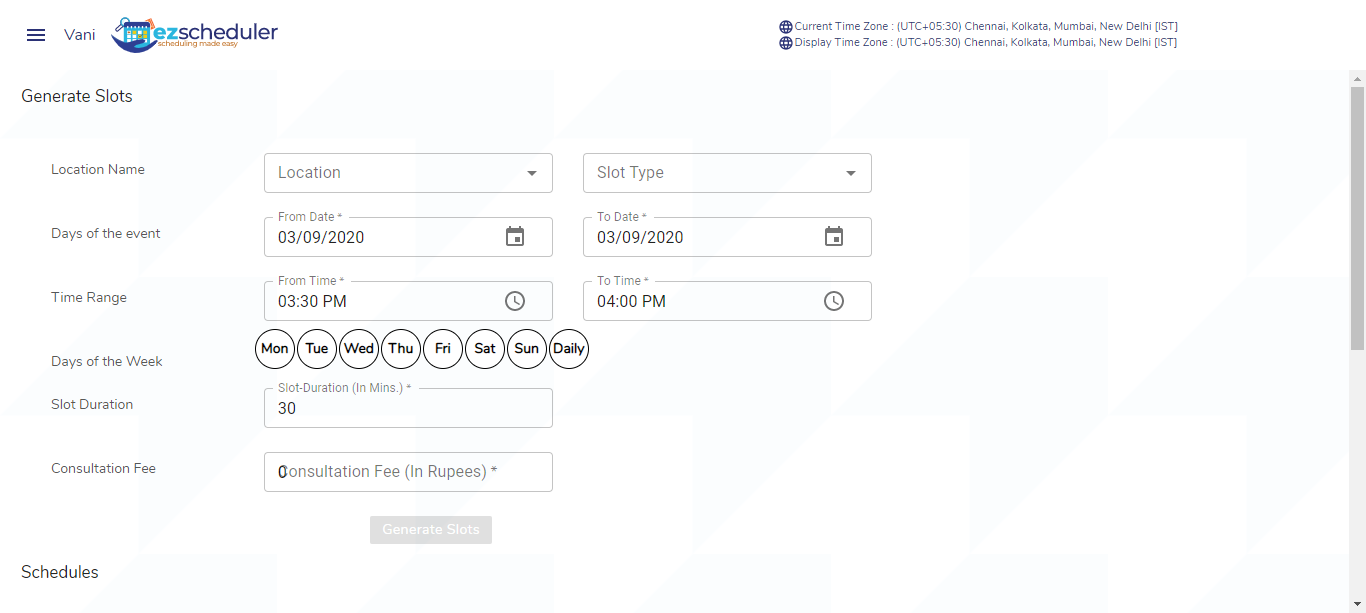 Vani
ezscheduler
scheduling made easy
Current Time Zone : (UTC+05:30) Chennai, Kolkata, Mumbai, New Delhi [IST]
Display Time Zone : (UTC+05:30) Chennai, Kolkata, Mumbai, New Delhi [IST]
Generate Slots
Location Name
Location
Slot Type
Days of the event
From Date *
03/09/2020
To Date *
03/09/2020
Time Range
From Time *
03:30 PM
To Time *
04:00 PM
Days of the Week
Mon Tue Wed Thu Fri Sat Sun Daily
Slot Duration
Slot-Duration (In Mins.) *
30
Consultation Fee
0
Consultation Fee (In Rupees) *
Generate Slots
Schedules